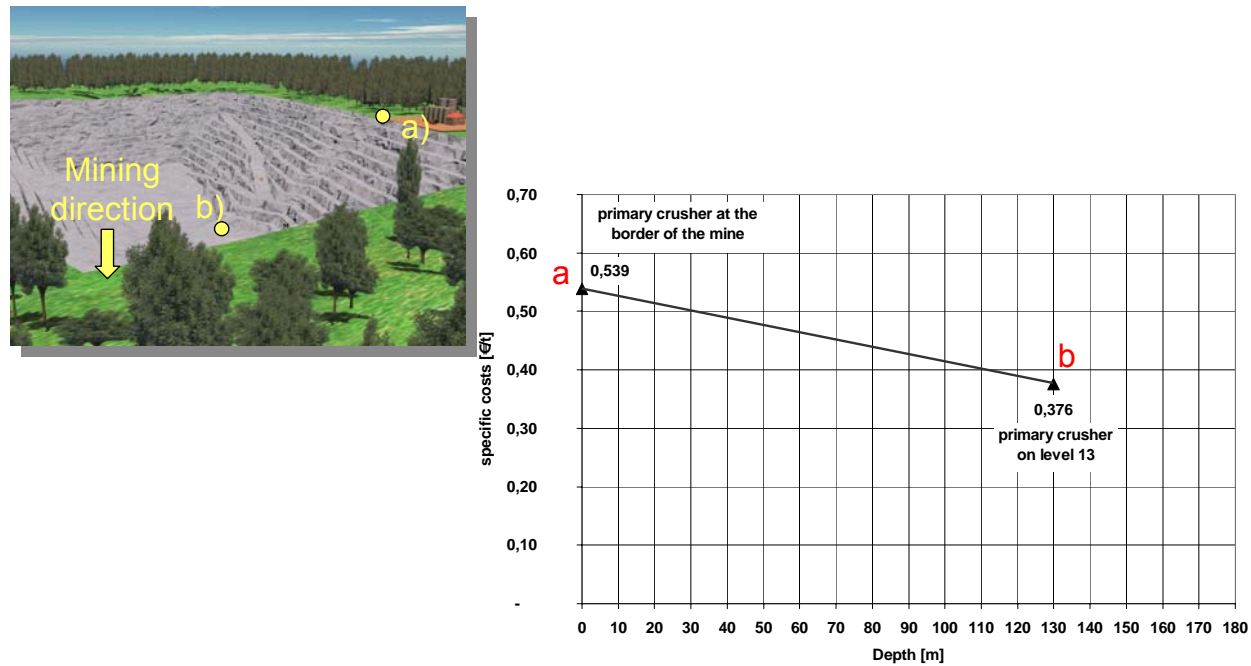 a)
Mining
direction
b)
0,70
0,60
0,50
0,40
0,30
0,20
0,10
-
specific costs [€/t]
primary crusher at the
border of the mine
a
0,539
b
0,376
primary crusher
on level 13
0 10 20 30 40 50 60 70 80 90 100 110 120 130 140 150 160 170 180
Depth [m]